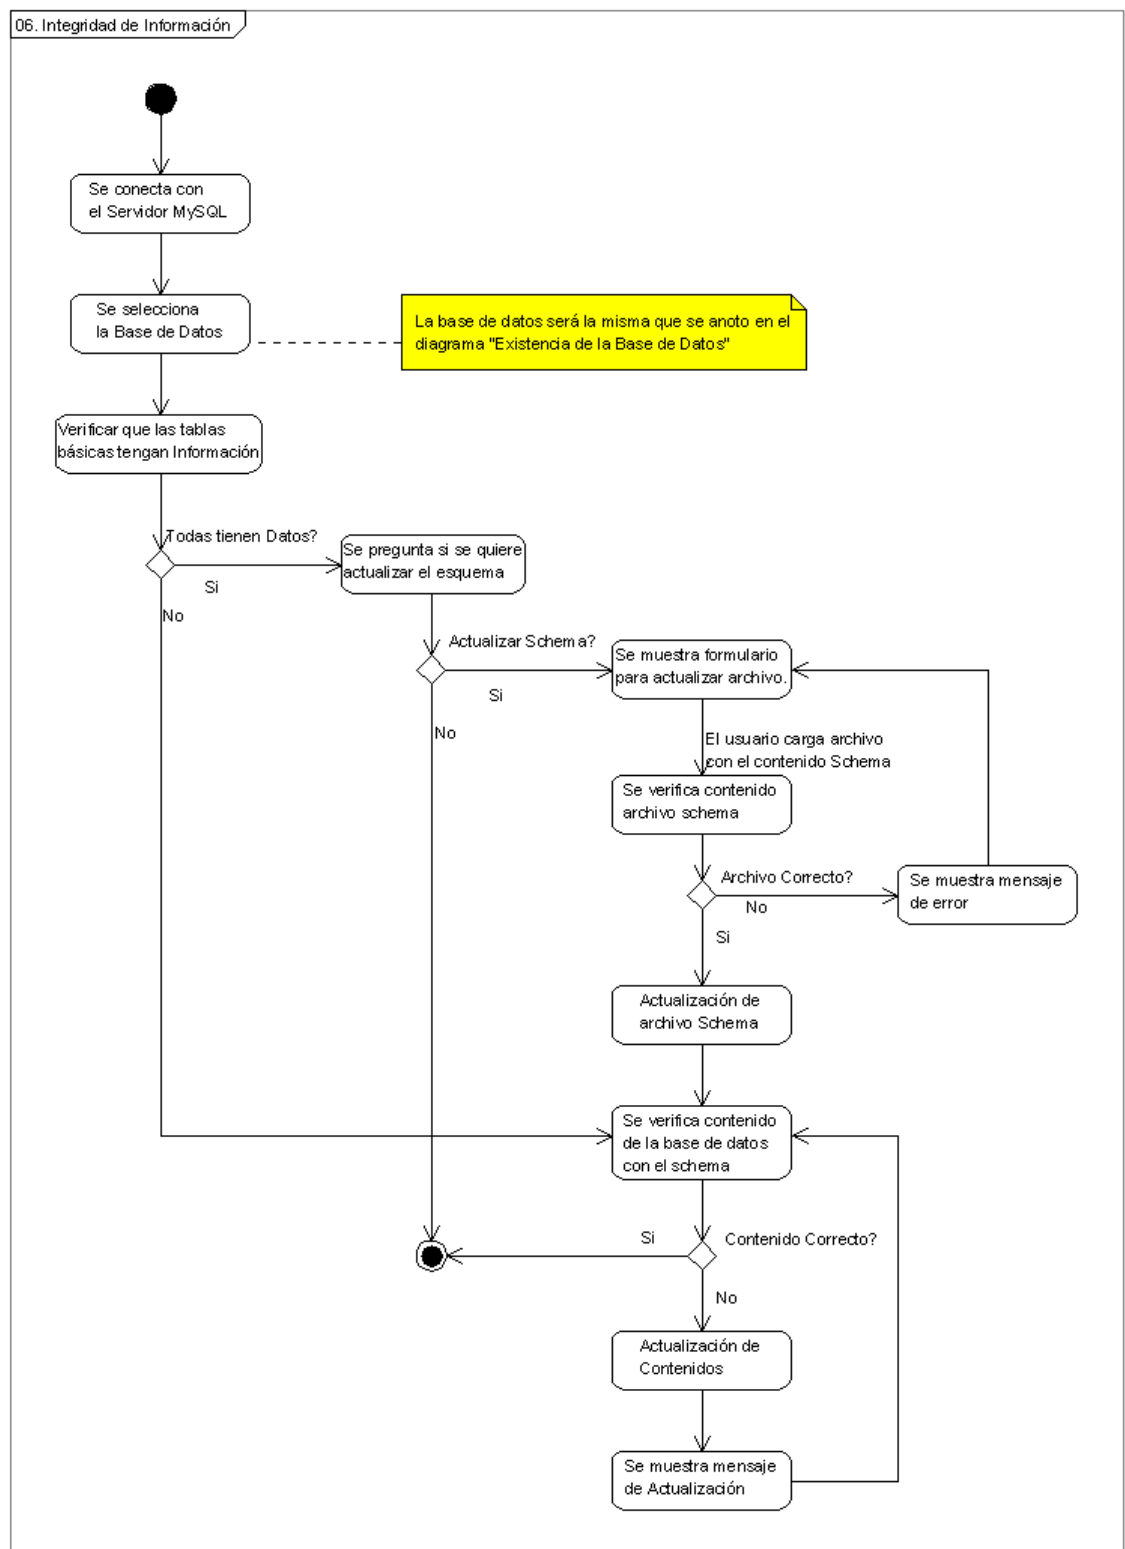 06. Integridad de Información
Se conecta con
el Servidor MySQL
Se selecciona
la Base de Datos
La base de datos será la misma que se anoto en el
diagrama "Existencia de la Base de Datos"
Verificar que las tablas
básicas tengan Información
Todas tienen Datos?
Si
No
Se pregunta si se quiere
actualizar el esquema
Actualizar Schema?
Si
No
Se muestra formulario
para actualizar archivo.
El usuario carga archivo
con el contenido Schema
Se verifica contenido
archivo schema
Archivo Correcto?
No
Si
Se muestra mensaje
de error
Actualización de
archivo Schema
Se verifica contenido
de la base de datos
con el schema
Si
Contenido Correcto?
No
Actualización de
Contenidos
Se muestra mensaje
de Actualización